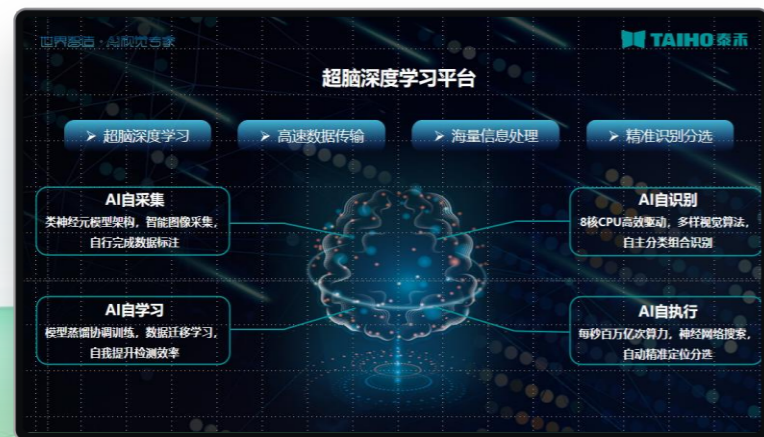 世界智造·AI视觉专家
TAIHO泰禾
超脑深度学习平台
➢ 超脑深度学习
➢ 高速数据传输
➢ 海量信息处理
➢ 精准识别分选
AI自采集
类神经元模型架构，智能图像采集，
自行完成数据标注
AI自识别
8核CPU高效驱动，多样视觉算法，
自主分类组合识别
AI自学习
模型蒸馏协调训练，数据迁移学习，
自我提升检测效率
AI自执行
每秒百万亿次算力，神经网络搜索，
自动精准定位分选